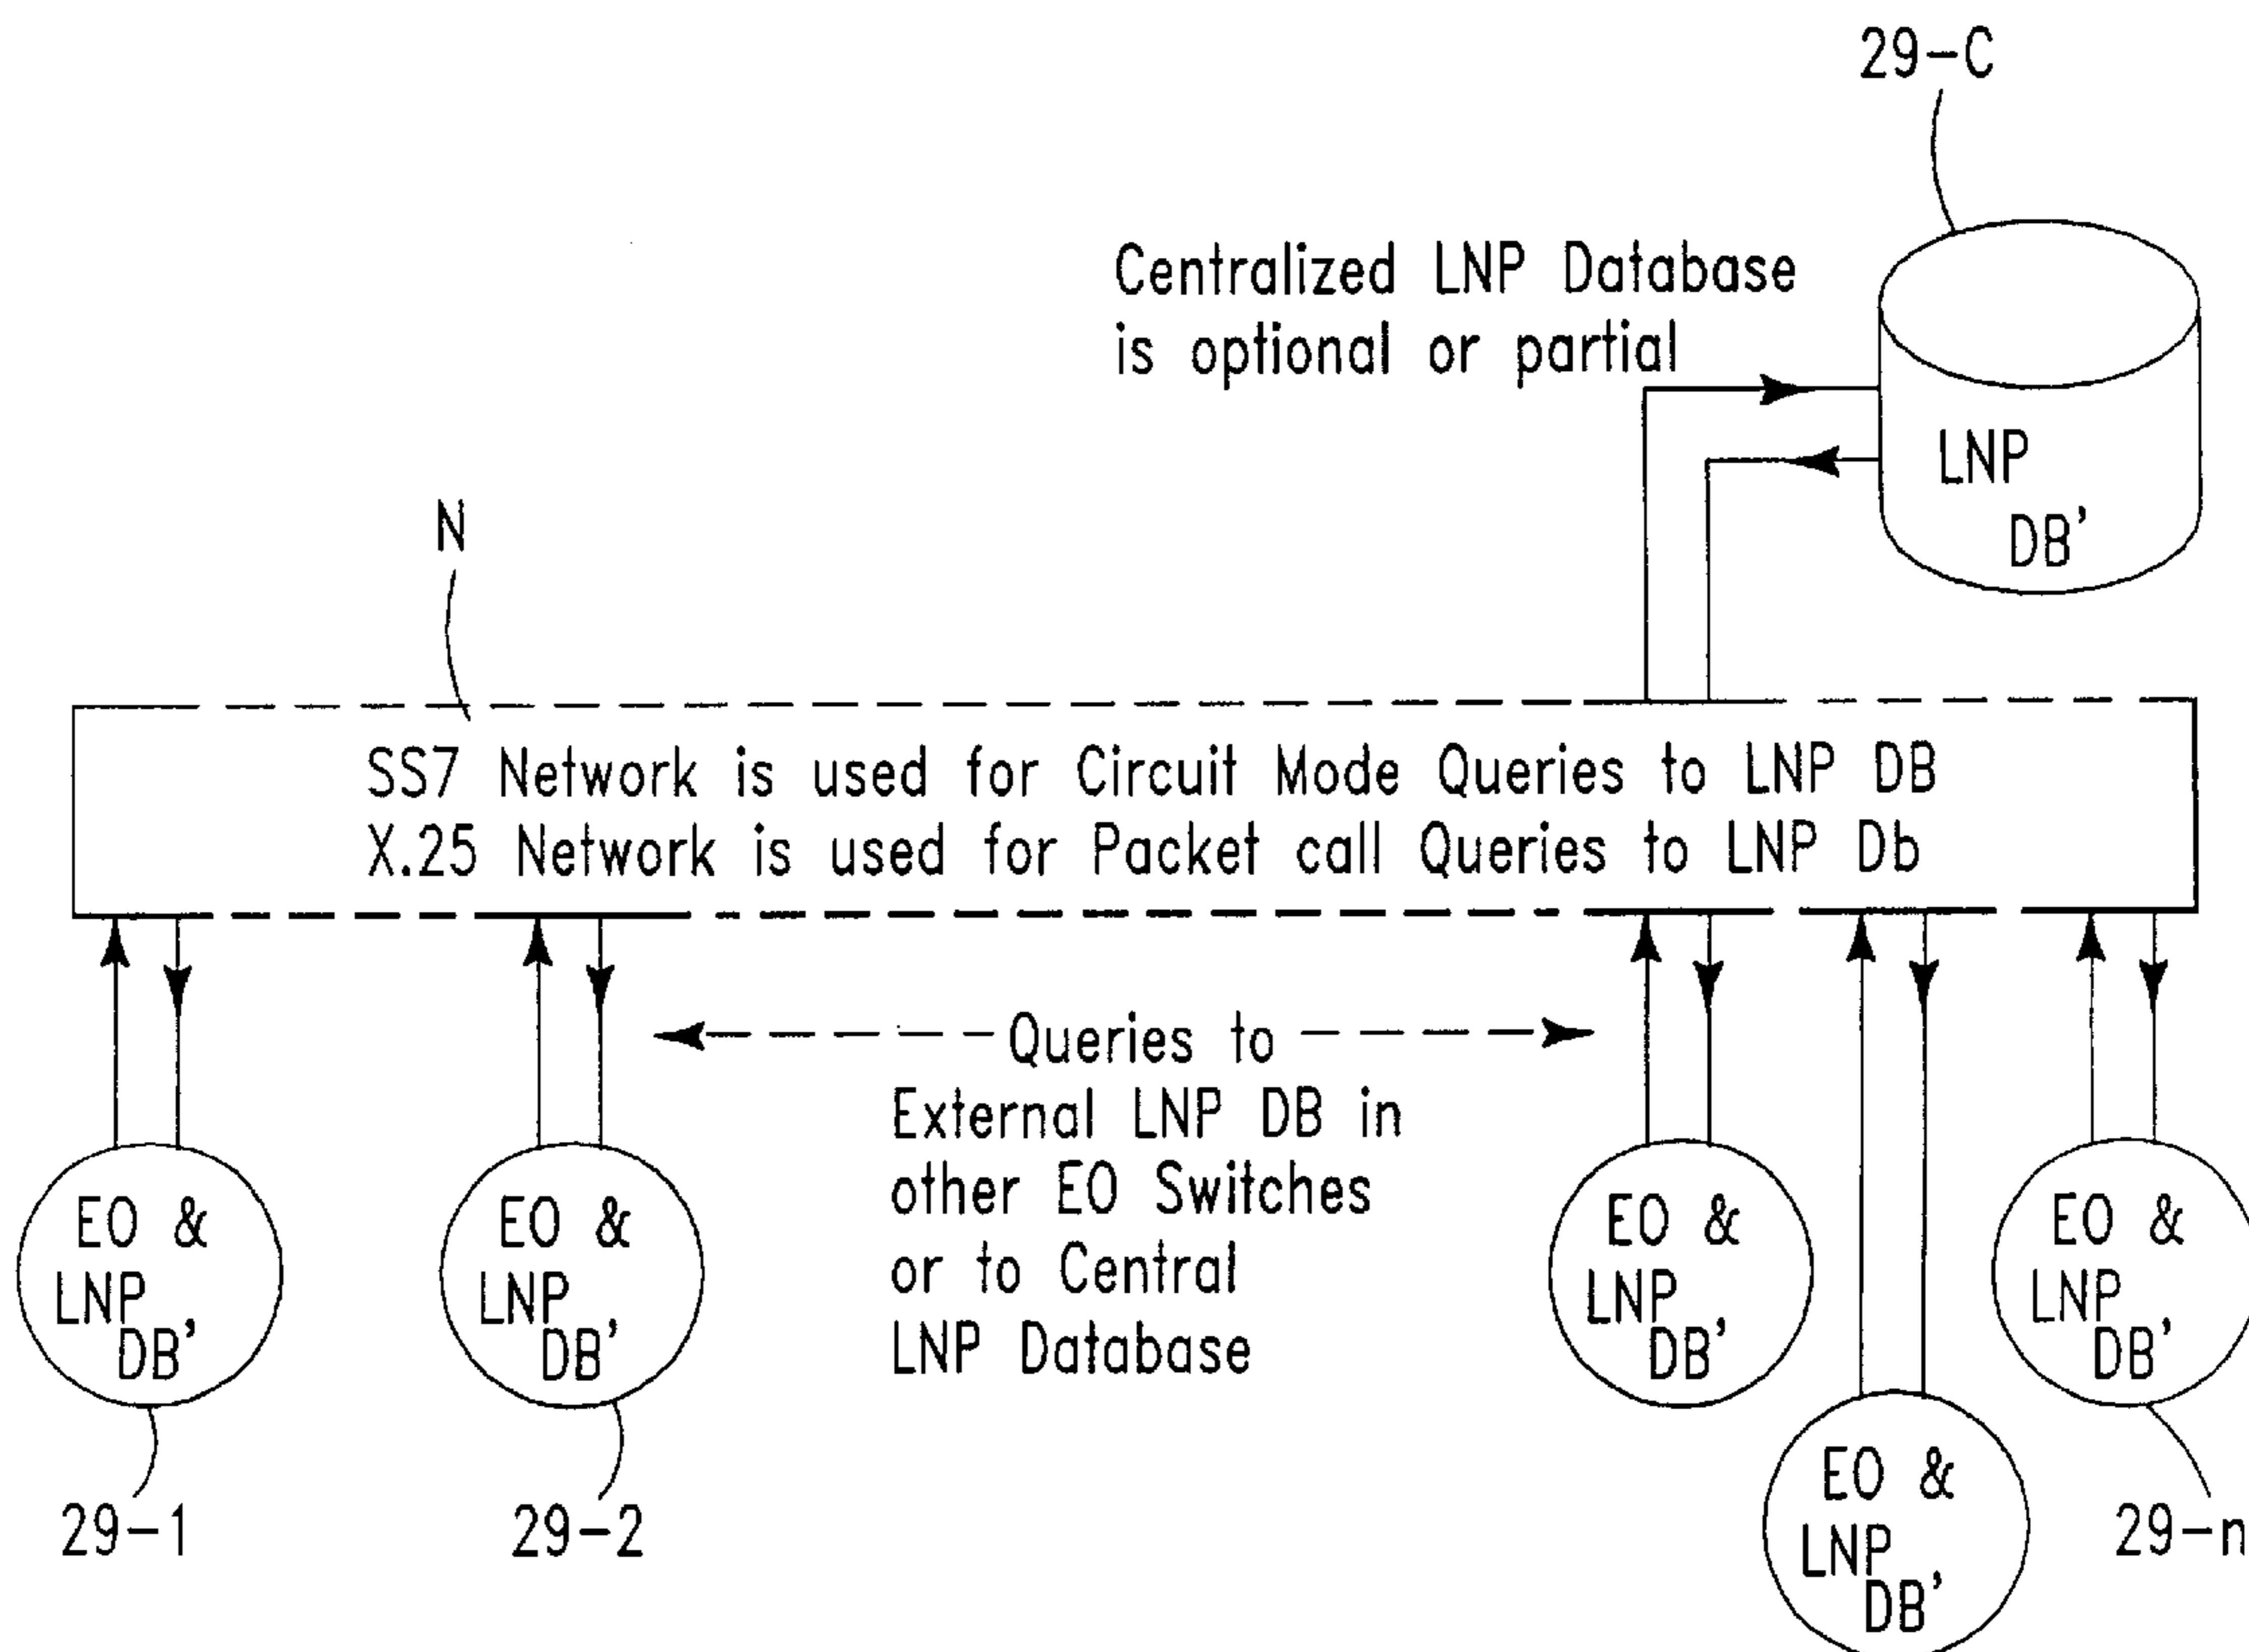 29-C
Centralized LNP Database
is optional or partial
LNP
DB'
N
SS7 Network is used for Circuit Mode Queries to LNP DB
X.25 Network is used for Packet call Queries to LNP Db
Queries to
External LNP DB in
other EO Switches
or to Central
LNP Database
EO &
LNP
DB'
EO &
LNP
DB'
EO &
LNP
DB'
EO &
LNP
DB'
EO &
LNP
DB'
29-1
29-2
29-n